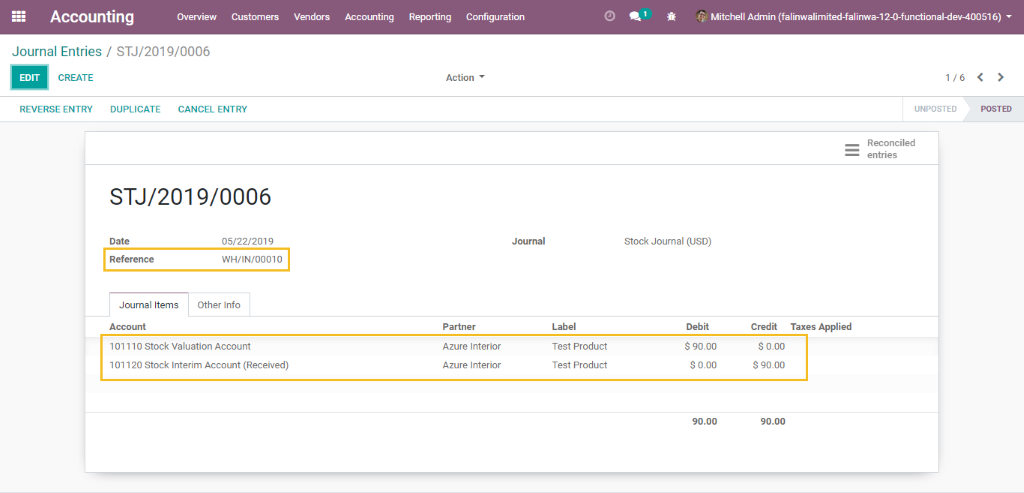 Accounting Overview Customers Vendors Accounting Reporting Configuration 1 Mitchell Admin (falinwalimited-falinwa-12-0-functional-dev-400516)
Journal Entries / STJ/2019/0006
EDIT CREATE Action 1 / 6
REVERSE ENTRY DUPLICATE CANCEL ENTRY UNPOSTED POSTED
Reconciled
entries
STJ/2019/0006
Date 05/22/2019 Journal Stock Journal (USD)
Reference WH/IN/00010
Journal Items Other Info
Account Partner Label Debit Credit Taxes Applied
101110 Stock Valuation Account Azure Interior Test Product $ 90.00 $ 0.00
101120 Stock Interim Account (Received) Azure Interior Test Product $ 0.00 $ 90.00
90.00 90.00